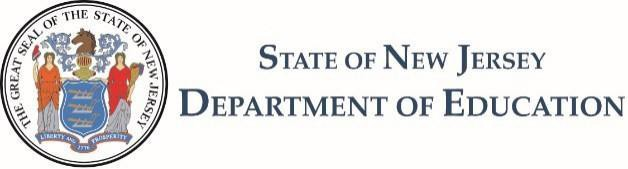 THE GREAT SEAL OF THE STATE OF NEW JERSEY
LIBERTY AND PROSPERITY
1776
STATE OF NEW JERSEY
DEPARTMENT OF EDUCATION